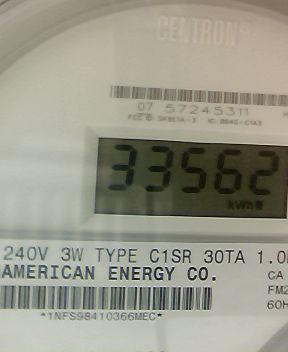 CENTRON®
07 57245311
33562
kWh
240V 3W TYPE C1SR 30TA 1.0
AMERICAN ENERGY CO. CA
FM2
60H
*1NFS98410366MEC*